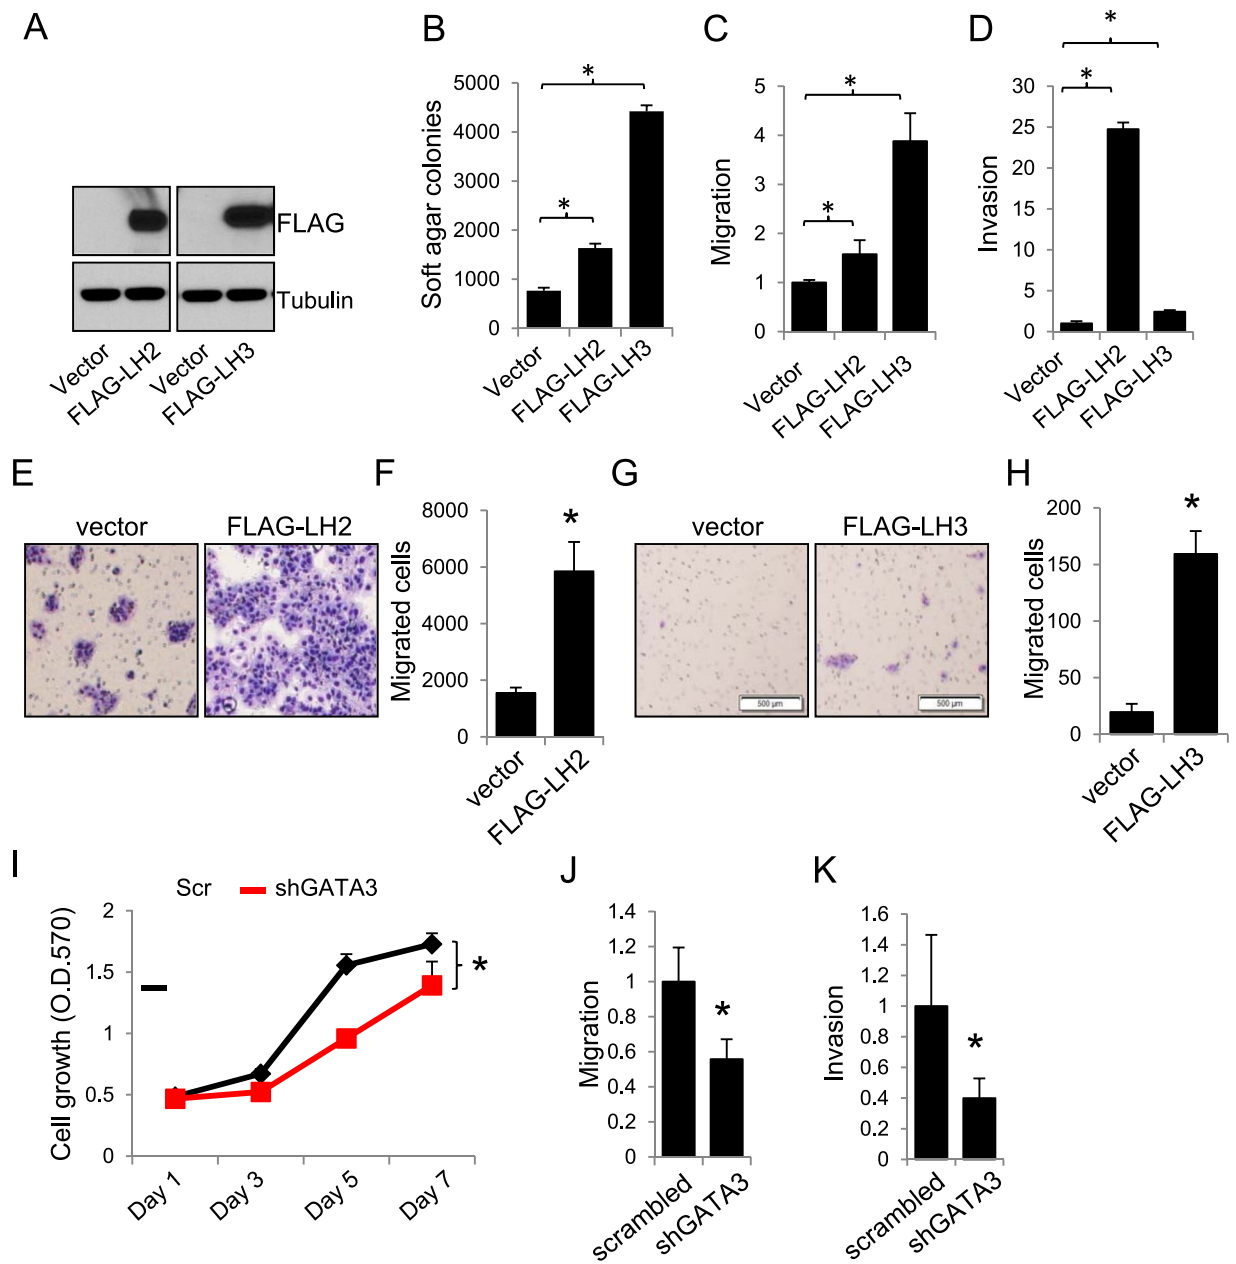 A
FLAG
Tubulin
Vector
FLAG-LH2
Vector
FLAG-LH3
B
Soft agar colonies
5000
4000
3000
2000
1000
0
*
*
Vector
FLAG-LH2
FLAG-LH3
C
Migration
5
4
3
2
1
0
*
*
Vector
FLAG-LH2
FLAG-LH3
D
Invasion
30
25
20
15
10
5
0
*
*
Vector
FLAG-LH2
FLAG-LH3
E
vector
FLAG-LH2
F
Migrated cells
8000
6000
4000
2000
0
*
vector
FLAG-LH2
G
vector
FLAG-LH3
500 μm
500 μm
H
Migrated cells
200
150
100
50
0
*
vector
FLAG-LH3
I
Scr shGATA3
Cell growth (O.D.570)
2
1.5
1
0.5
0
*
Day 1
Day 3
Day 5
Day 7
J
Migration
1.4
1.2
1
0.8
0.6
0.4
0.2
0
*
scrambled
shGATA3
K
Invasion
1.6
1.4
1.2
1
0.8
0.6
0.4
0.2
0
*
scrambled
shGATA3